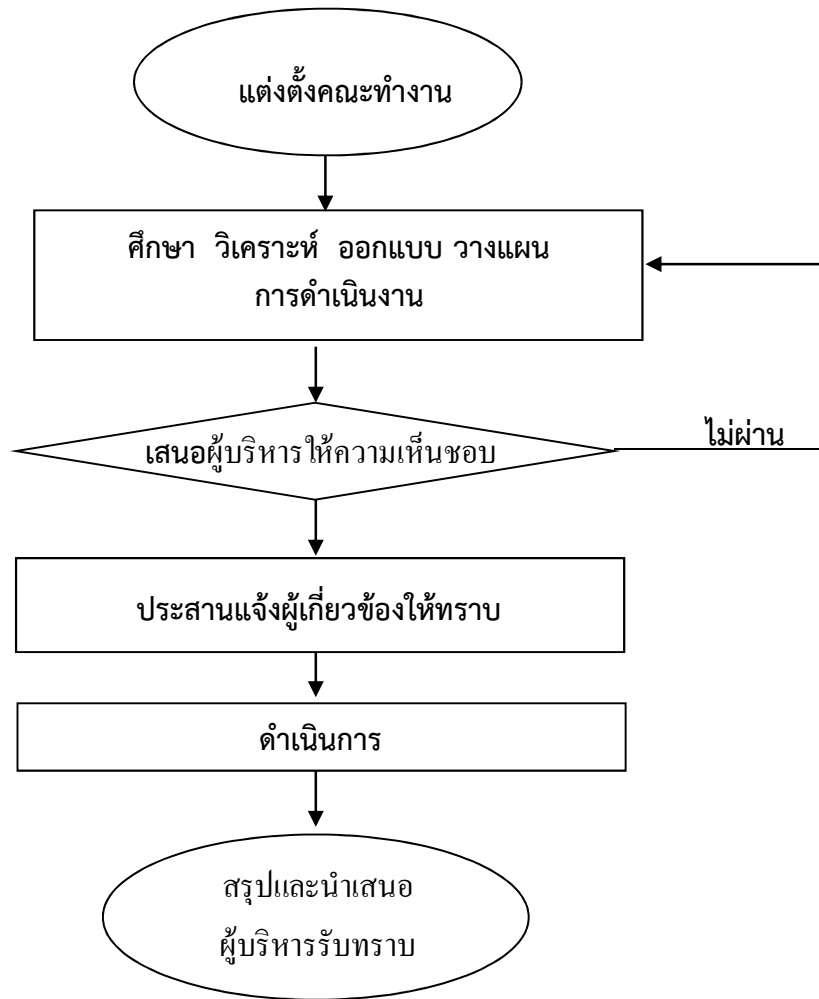 แต่งตั้งคณะทำงาน
ศึกษา วิเคราะห์ ออกแบบ วางแผน
การดำเนินงาน
เสนอผู้บริหารให้ความเห็นชอบ
ไม่ผ่าน
ประสานแจ้งผู้เกี่ยวข้องให้ทราบ
ดำเนินการ
สรุปและนำเสนอ
ผู้บริหารรับทราบ